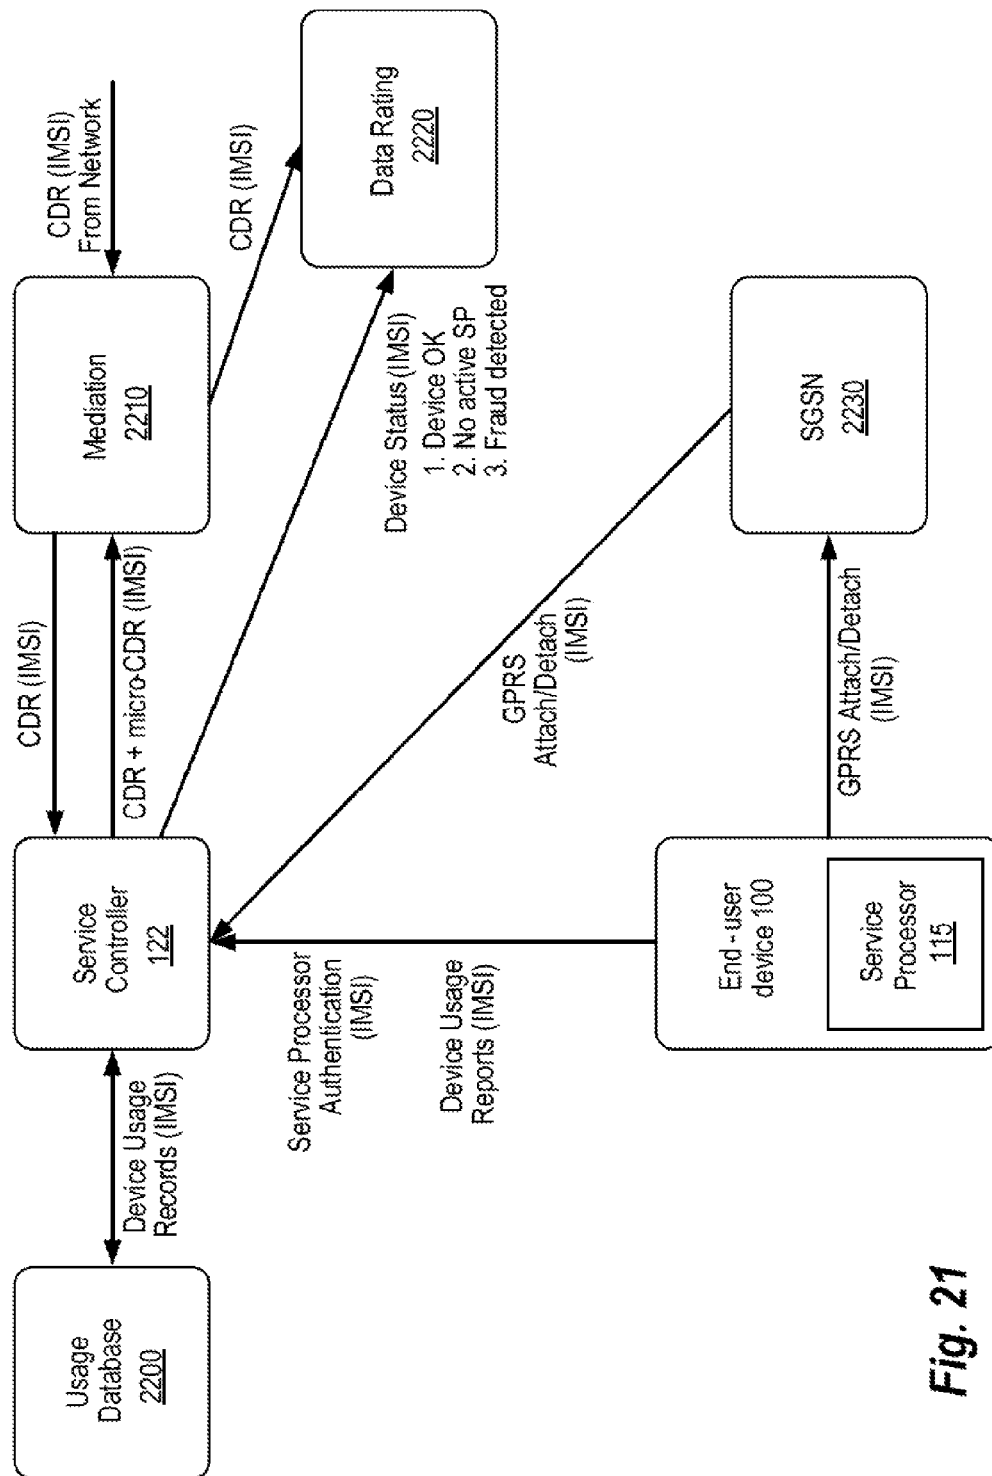 Usage
Database
2200
Device Usage
Records (IMSI)
Service
Controller
122
CDR (IMSI)
CDR + micro-CDR (IMSI)
Mediation
2210
CDR (IMSI)
From Network
CDR (IMSI)
Data Rating
2220
Device Status (IMSI)
1. Device OK
2. No active SP
3. Fraud detected
Service Processor
Authentication
(IMSI)
Device Usage
Reports (IMSI)
GPRS
Attach/Detach
(IMSI)
End - user
device 100
Service
Processor
115
GPRS Attach/Detach
(IMSI)
SGSN
2230
Fig. 21